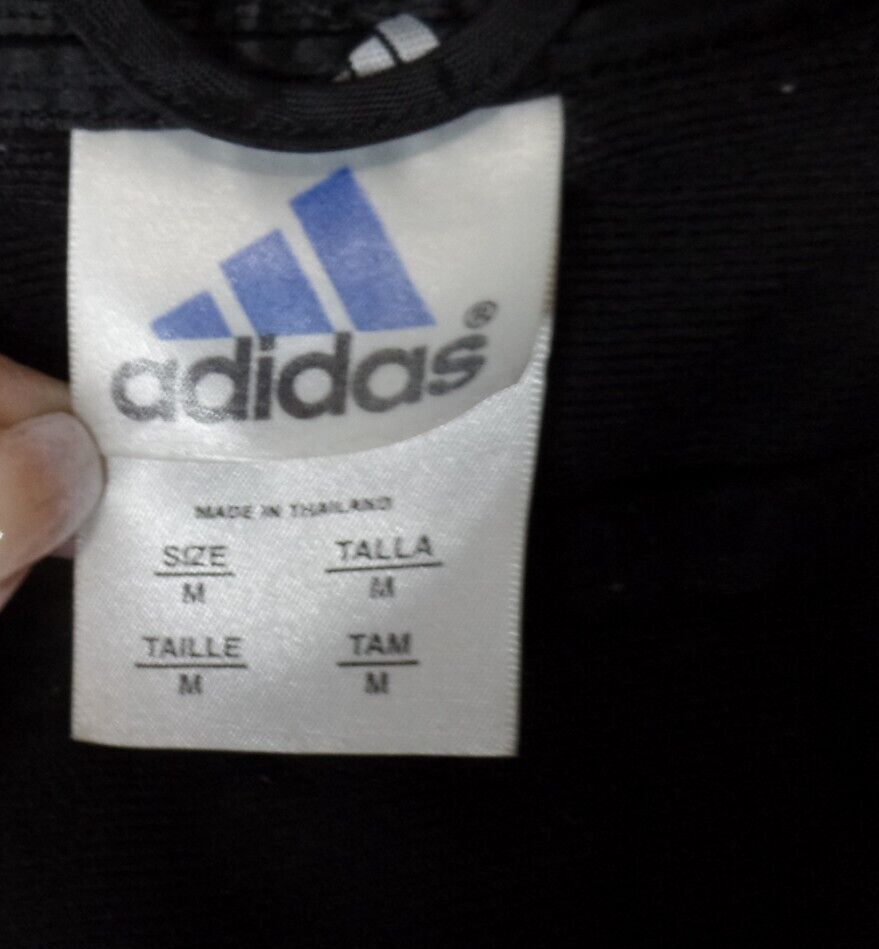 adidas®
MADE IN THAILAND
SIZE TALLA
M M
TAILLE TAM
M M